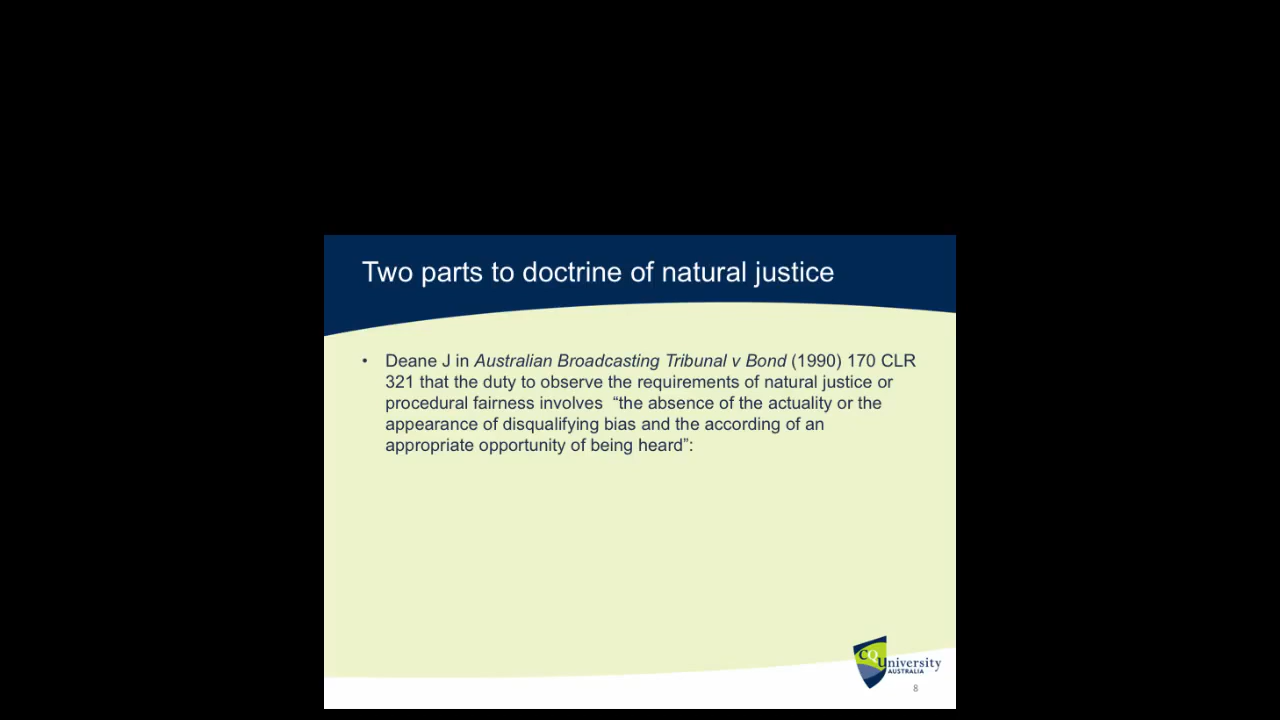 Two parts to doctrine of natural justice
• Deane J in Australian Broadcasting Tribunal v Bond (1990) 170 CLR
321 that the duty to observe the requirements of natural justice or
procedural fairness involves “the absence of the actuality or the
appearance of disqualifying bias and the according of an
appropriate opportunity of being heard”:
CQUniversity
AUSTRALIA
8